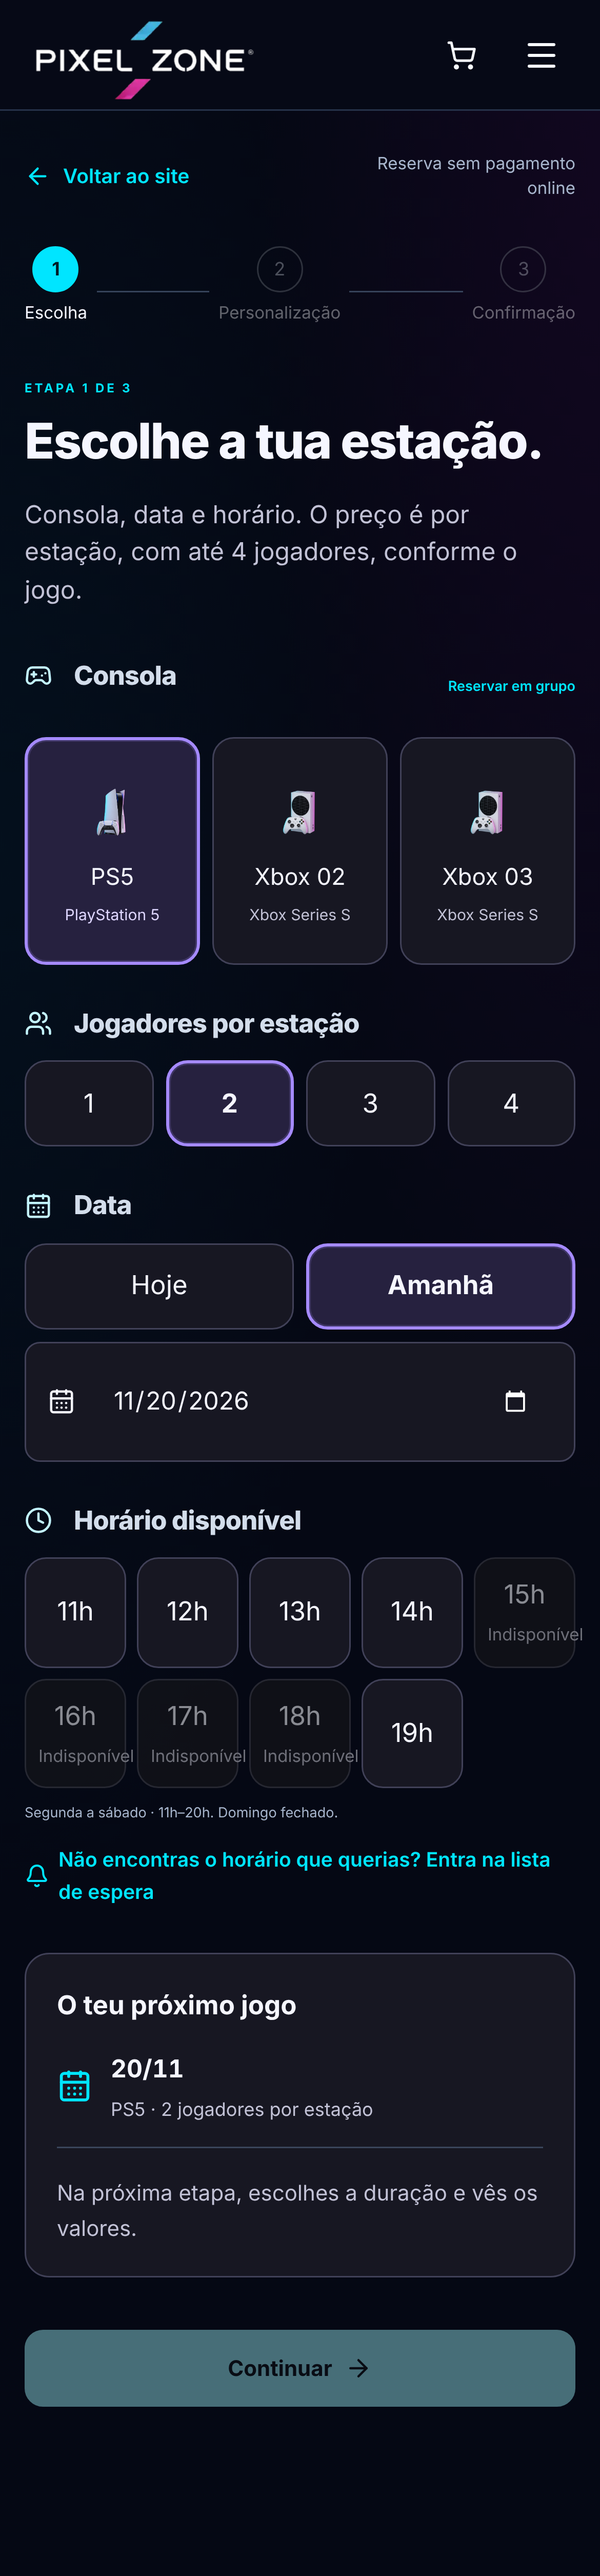 PIXEL ZONE®
Voltar ao site
Reserva sem pagamento
online
1
2
3
Escolha
Personalização
Confirmação
ETAPA 1 DE 3
Escolhe a tua estação.
Consola, data e horário. O preço é por
estação, com até 4 jogadores, conforme o
jogo.
Consola
Reservar em grupo
PS5
PlayStation 5
Xbox 02
Xbox Series S
Xbox 03
Xbox Series S
Jogadores por estação
1
2
3
4
Data
Hoje
Amanhã
11/20/2026
Horário disponível
11h
12h
13h
14h
15h
Indisponível
16h
Indisponível
17h
Indisponível
18h
Indisponível
19h
Segunda a sábado · 11h–20h. Domingo fechado.
Não encontras o horário que querias? Entra na lista
de espera
O teu próximo jogo
20/11
PS5 · 2 jogadores por estação
Na próxima etapa, escolhes a duração e vês os
valores.
Continuar